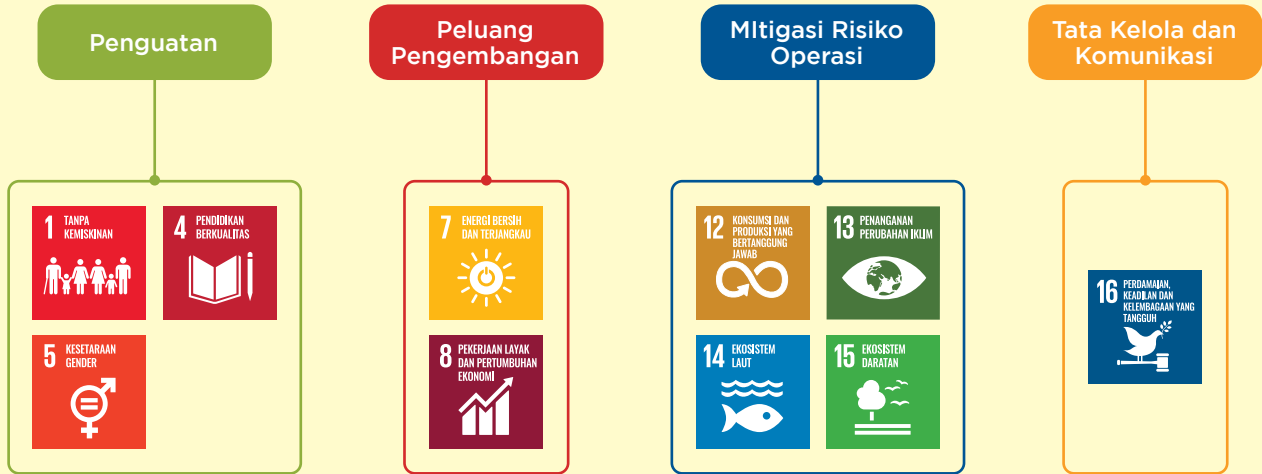 Penguatan
Peluang
Pengembangan
MItigasi Risiko
Operasi
Tata Kelola dan
Komunikasi
1 TANPA
KEMISKINAN
4 PENDIDIKAN
BERKUALITAS
5 KESETARAAN
GENDER
7 ENERGI BERSIH
DAN TERJANGKAU
8 PEKERJAAN LAYAK
DAN PERTUMBUHAN
EKONOMI
12 KONSUMSI DAN
PRODUKSI YANG
BERTANGGUNG
JAWAB
13 PENANGANAN
PERUBAHAN IKLIM
14 EKOSISTEM
LAUT
15 EKOSISTEM
DARATAN
16 PERDAMAIAN,
KEADILAN DAN
KELEMBAGAAN YANG
TANGGUH